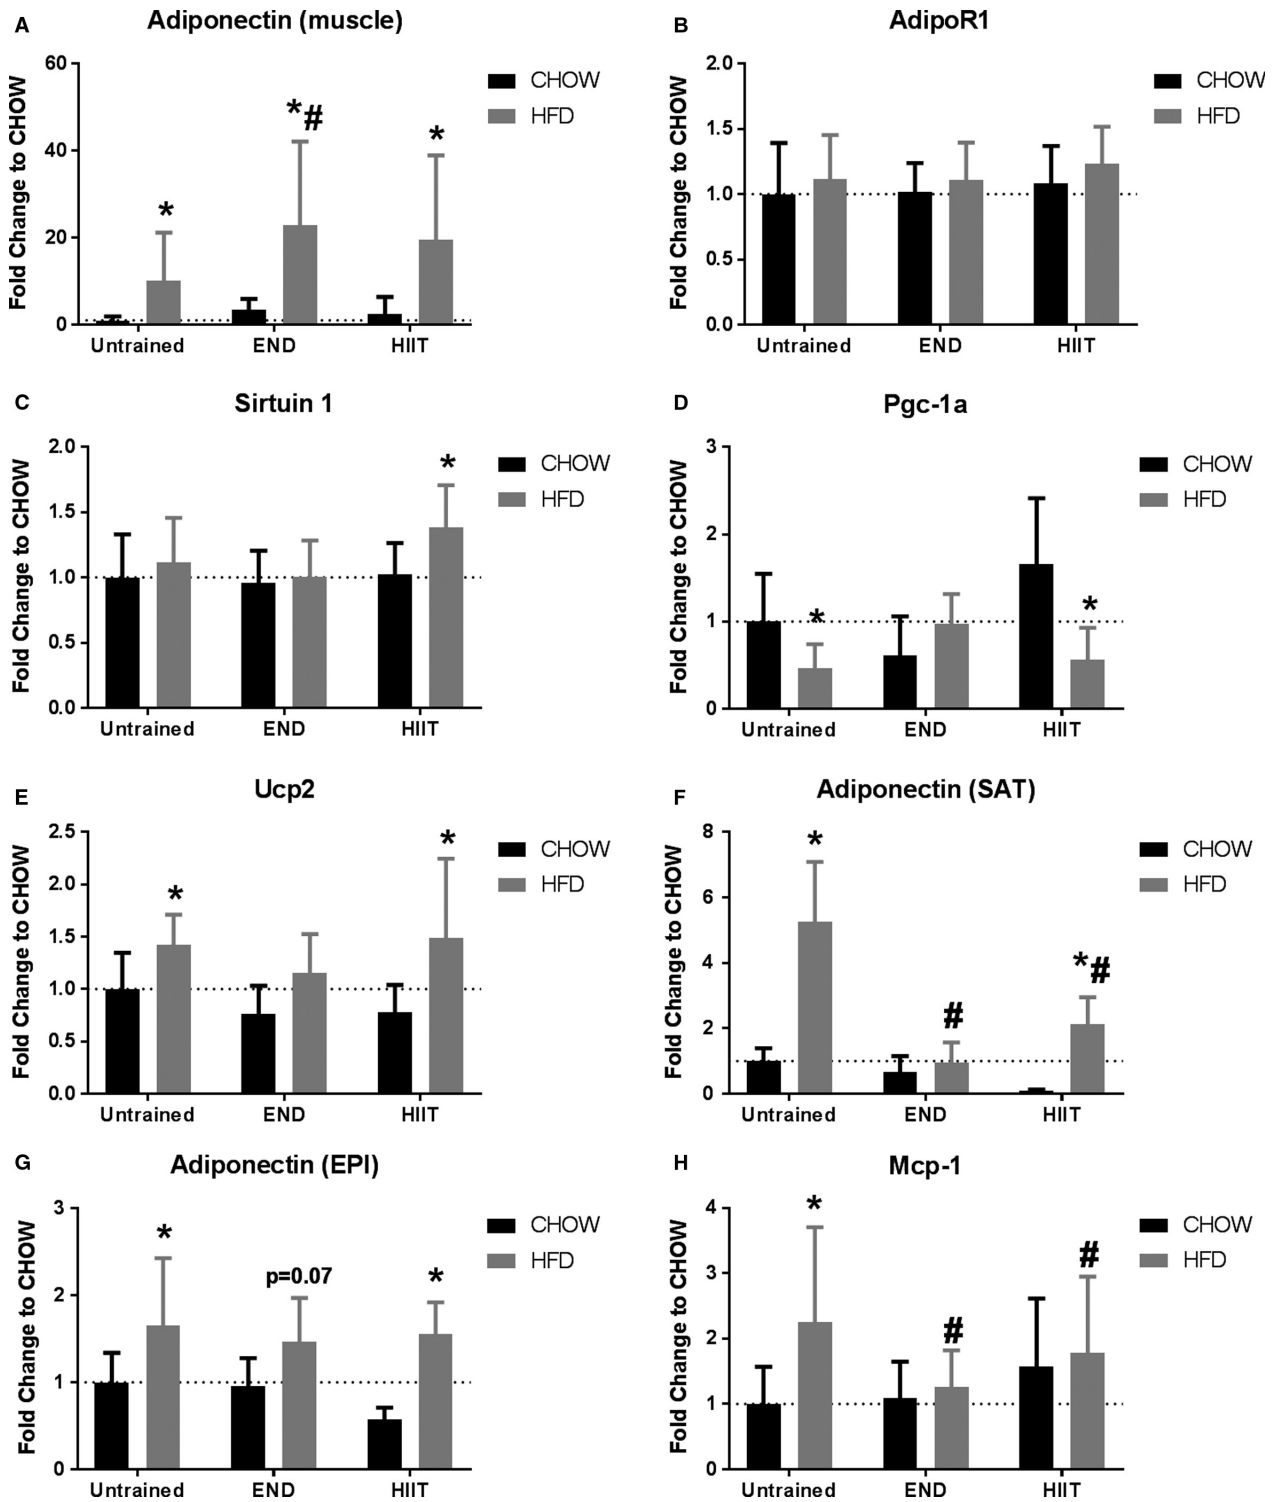 A
Adiponectin (muscle)
Fold Change to CHOW
60
40
20
0
*
*#
*
CHOW
HFD
Untrained
END
HIIT
B
AdipoR1
Fold Change to CHOW
2.0
1.5
1.0
0.5
0.0
CHOW
HFD
Untrained
END
HIIT
C
Sirtuin 1
Fold Change to CHOW
2.0
1.5
1.0
0.5
0.0
*
CHOW
HFD
Untrained
END
HIIT
D
Pgc-1a
Fold Change to CHOW
3
2
1
0
*
*
CHOW
HFD
Untrained
END
HIIT
E
Ucp2
Fold Change to CHOW
2.5
2.0
1.5
1.0
0.5
0.0
*
*
CHOW
HFD
Untrained
END
HIIT
F
Adiponectin (SAT)
Fold Change to CHOW
8
6
4
2
0
*
#
*#
CHOW
HFD
Untrained
END
HIIT
G
Adiponectin (EPI)
Fold Change to CHOW
3
2
1
0
*
p=0.07
*
CHOW
HFD
Untrained
END
HIIT
H
Mcp-1
Fold Change to CHOW
4
3
2
1
0
*
#
#
CHOW
HFD
Untrained
END
HIIT